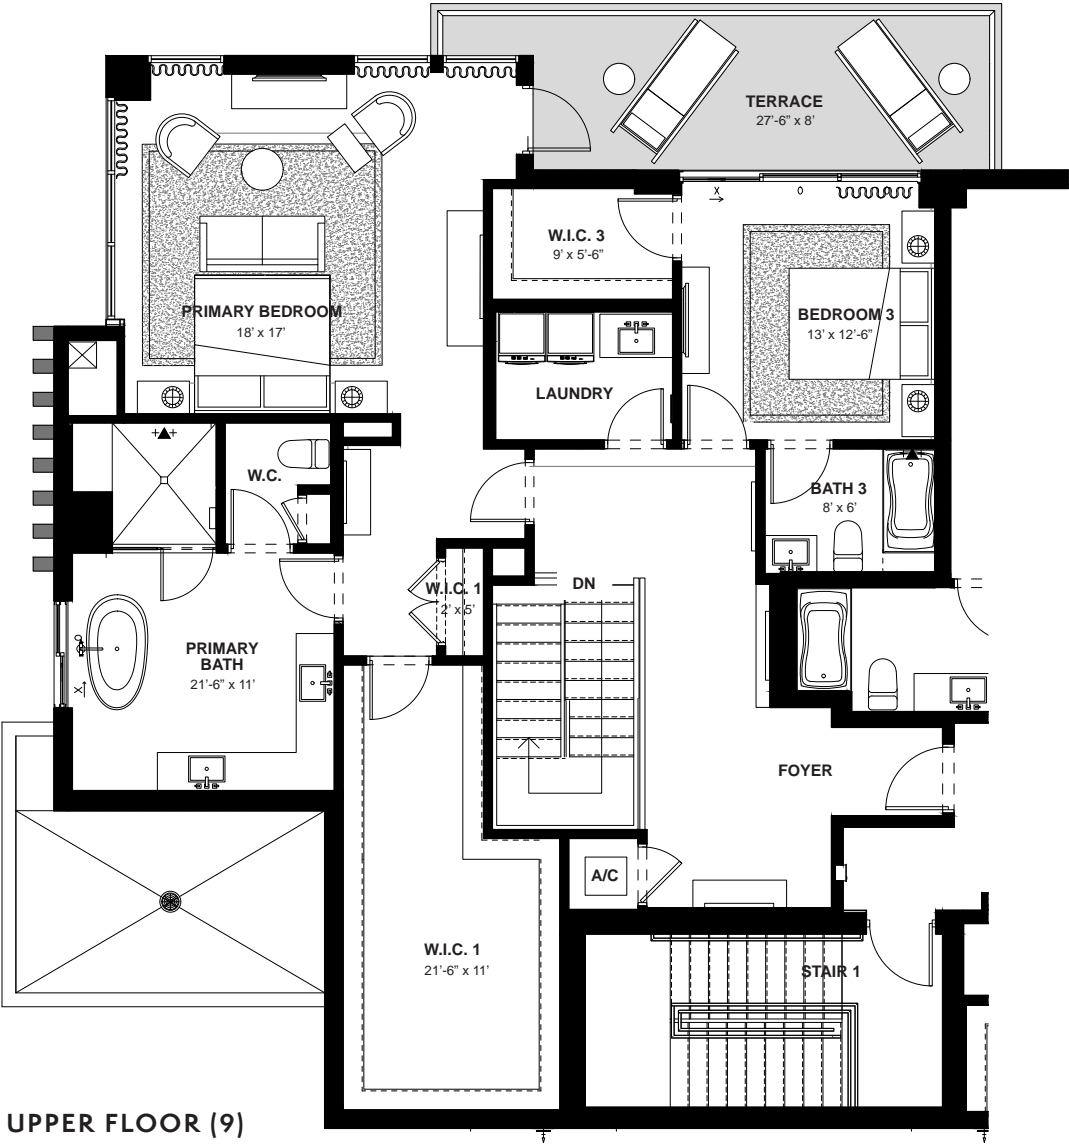 TERRACE
27'-6" x 8'
W.I.C. 3
9' x 5'-6"
X
O
PRIMARY BEDROOM
18' x 17'
BEDROOM 3
13' x 12'-6"
LAUNDRY
W.C.
BATH 3
8' x 6'
W.I.C. 1
2' x 5'
DN
PRIMARY
BATH
21'-6" x 11'
X
FOYER
A/C
W.I.C. 1
21'-6" x 11'
STAIR 1
UPPER FLOOR (9)